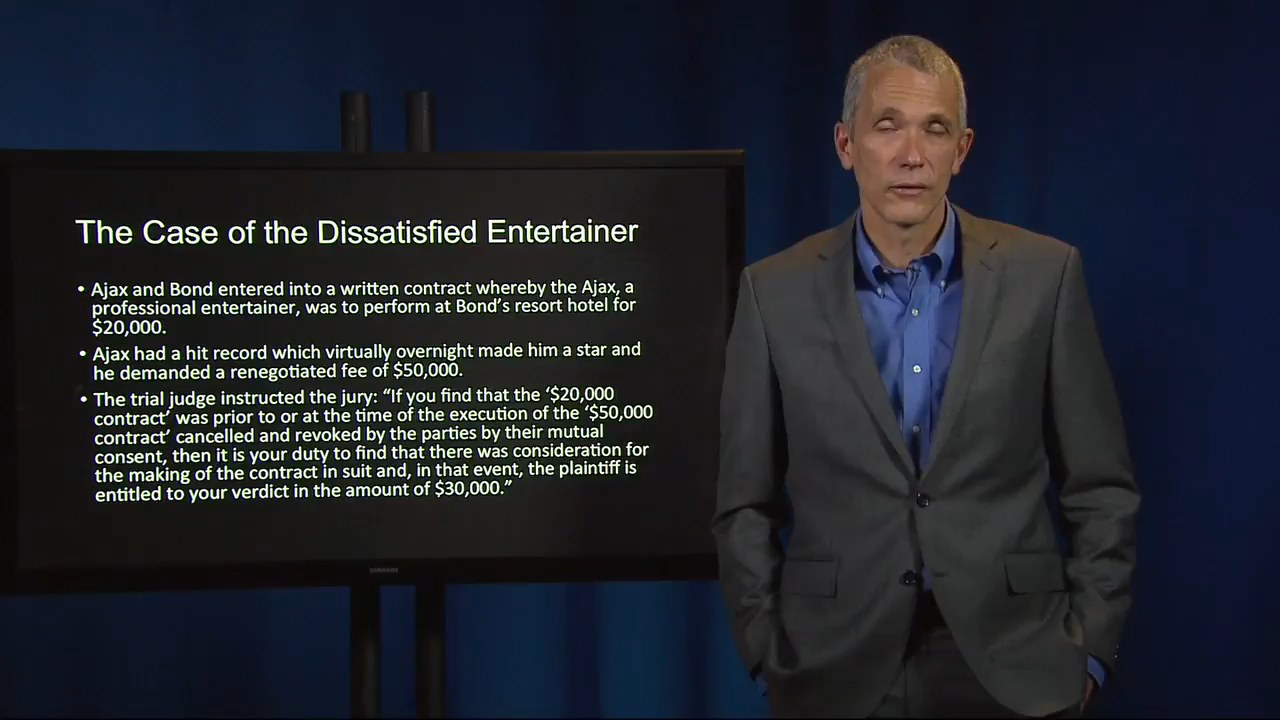 The Case of the Dissatisfied Entertainer
• Ajax and Bond entered into a written contract whereby the Ajax, a
professional entertainer, was to perform at Bond's resort hotel for
$20,000.
• Ajax had a hit record which virtually overnight made him a star and
he demanded a renegotiated fee of $50,000.
• The trial judge instructed the jury: “If you find that the ‘$20,000
contract’ was prior to or at the time of the execution of the ‘$50,000
contract’ cancelled and revoked by the parties by their mutual
consent, then it is your duty to find that there was consideration for
the making of the contract in suit and, in that event, the plaintiff is
entitled to your verdict in the amount of $30,000.”
SAMSUNG